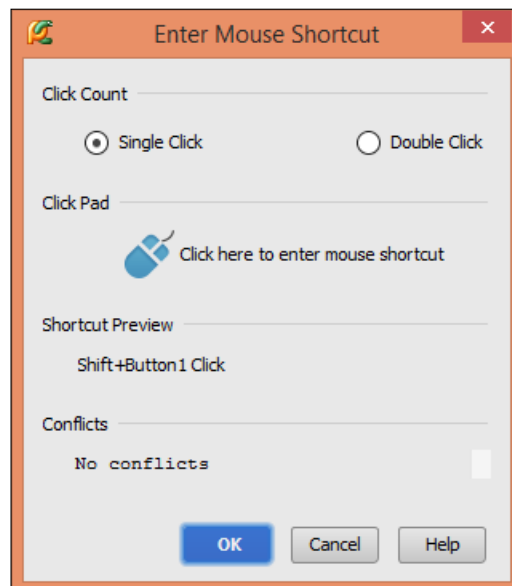 Enter Mouse Shortcut
Click Count
Single Click Double Click
Click Pad
Click here to enter mouse shortcut
Shortcut Preview
Shift+Button1 Click
Conflicts
No conflicts
OK Cancel Help